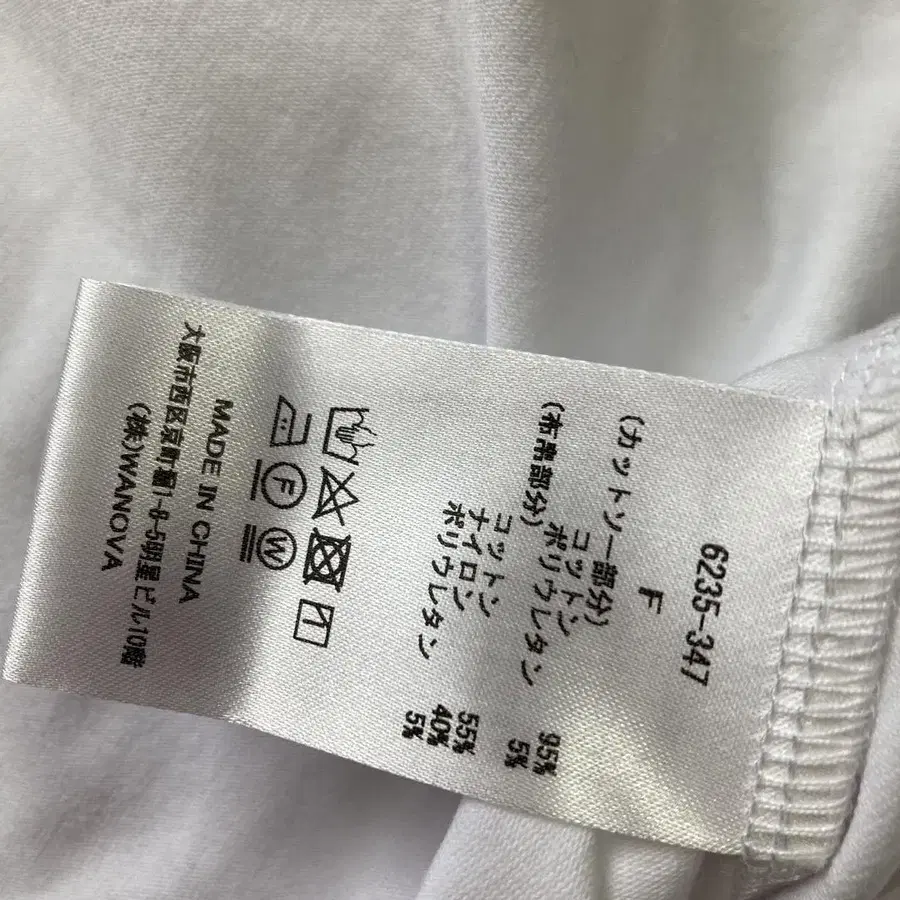 6235-347
F
(カットソー部分)
コットン 95%
ポリウレタン 5%
(布帛部分)
コットン 55%
ナイロン 40%
ポリウレタン 5%
F W
MADE IN CHINA
大阪市西区京町堀1-8-5明星ビル10階
(株)WANOVA